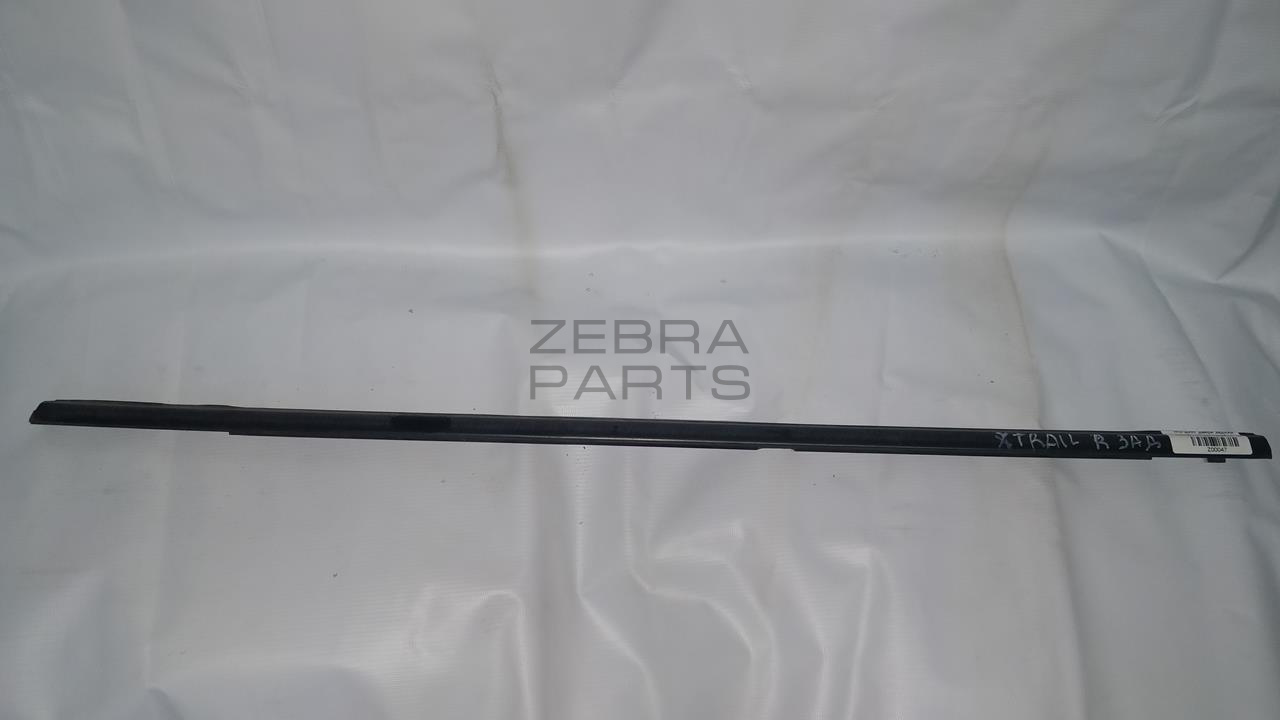 ZEBRA
PARTS
XTRAIL R ЗАД
Z00047